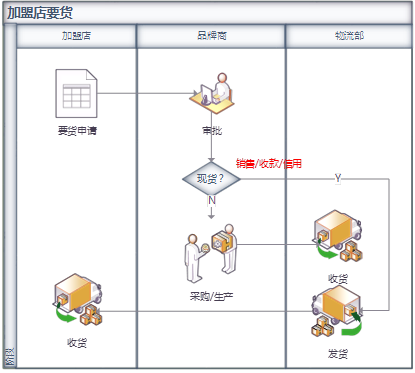 加盟店要货
加盟店
品牌商
物流部
要货申请
审批
销售/收款/信用
现货?
Y
N
采购/生产
收货
收货
发货
阶段